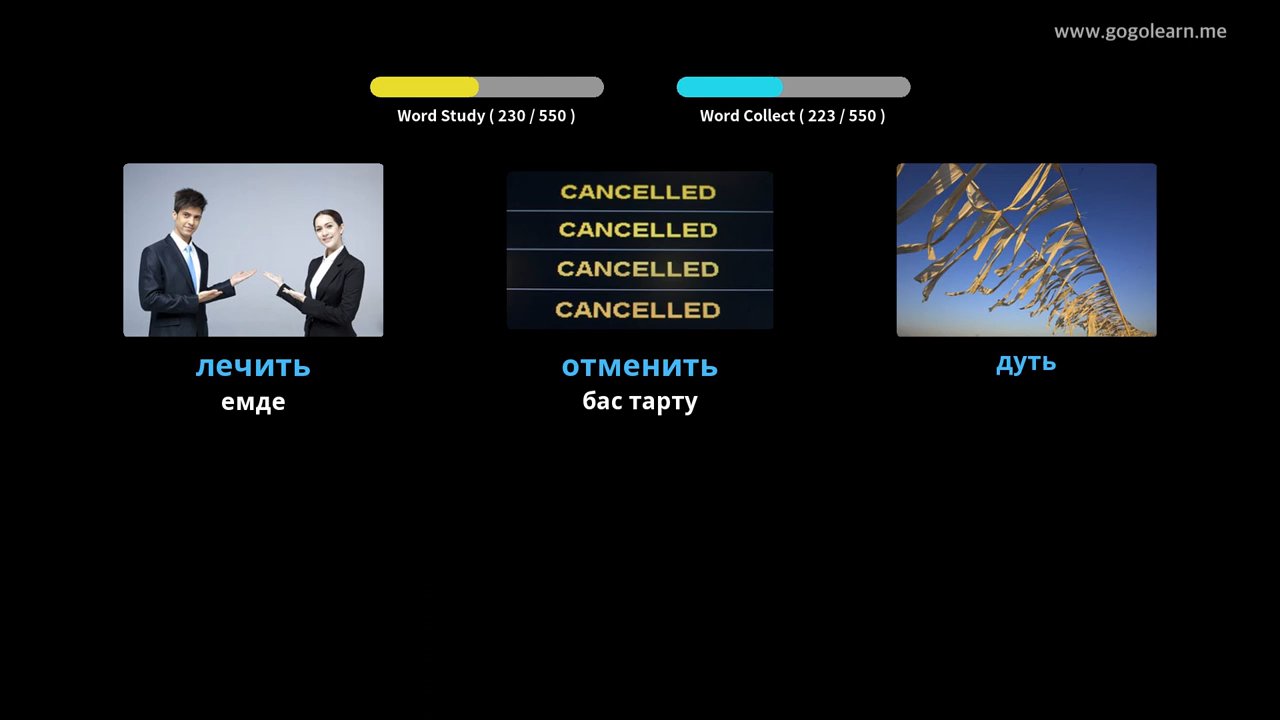 www.gogolearn.me
Word Study ( 230 / 550 )
Word Collect ( 223 / 550 )
CANCELLED
CANCELLED
CANCELLED
CANCELLED
лечить
емде
отменить
бас тарту
дуть